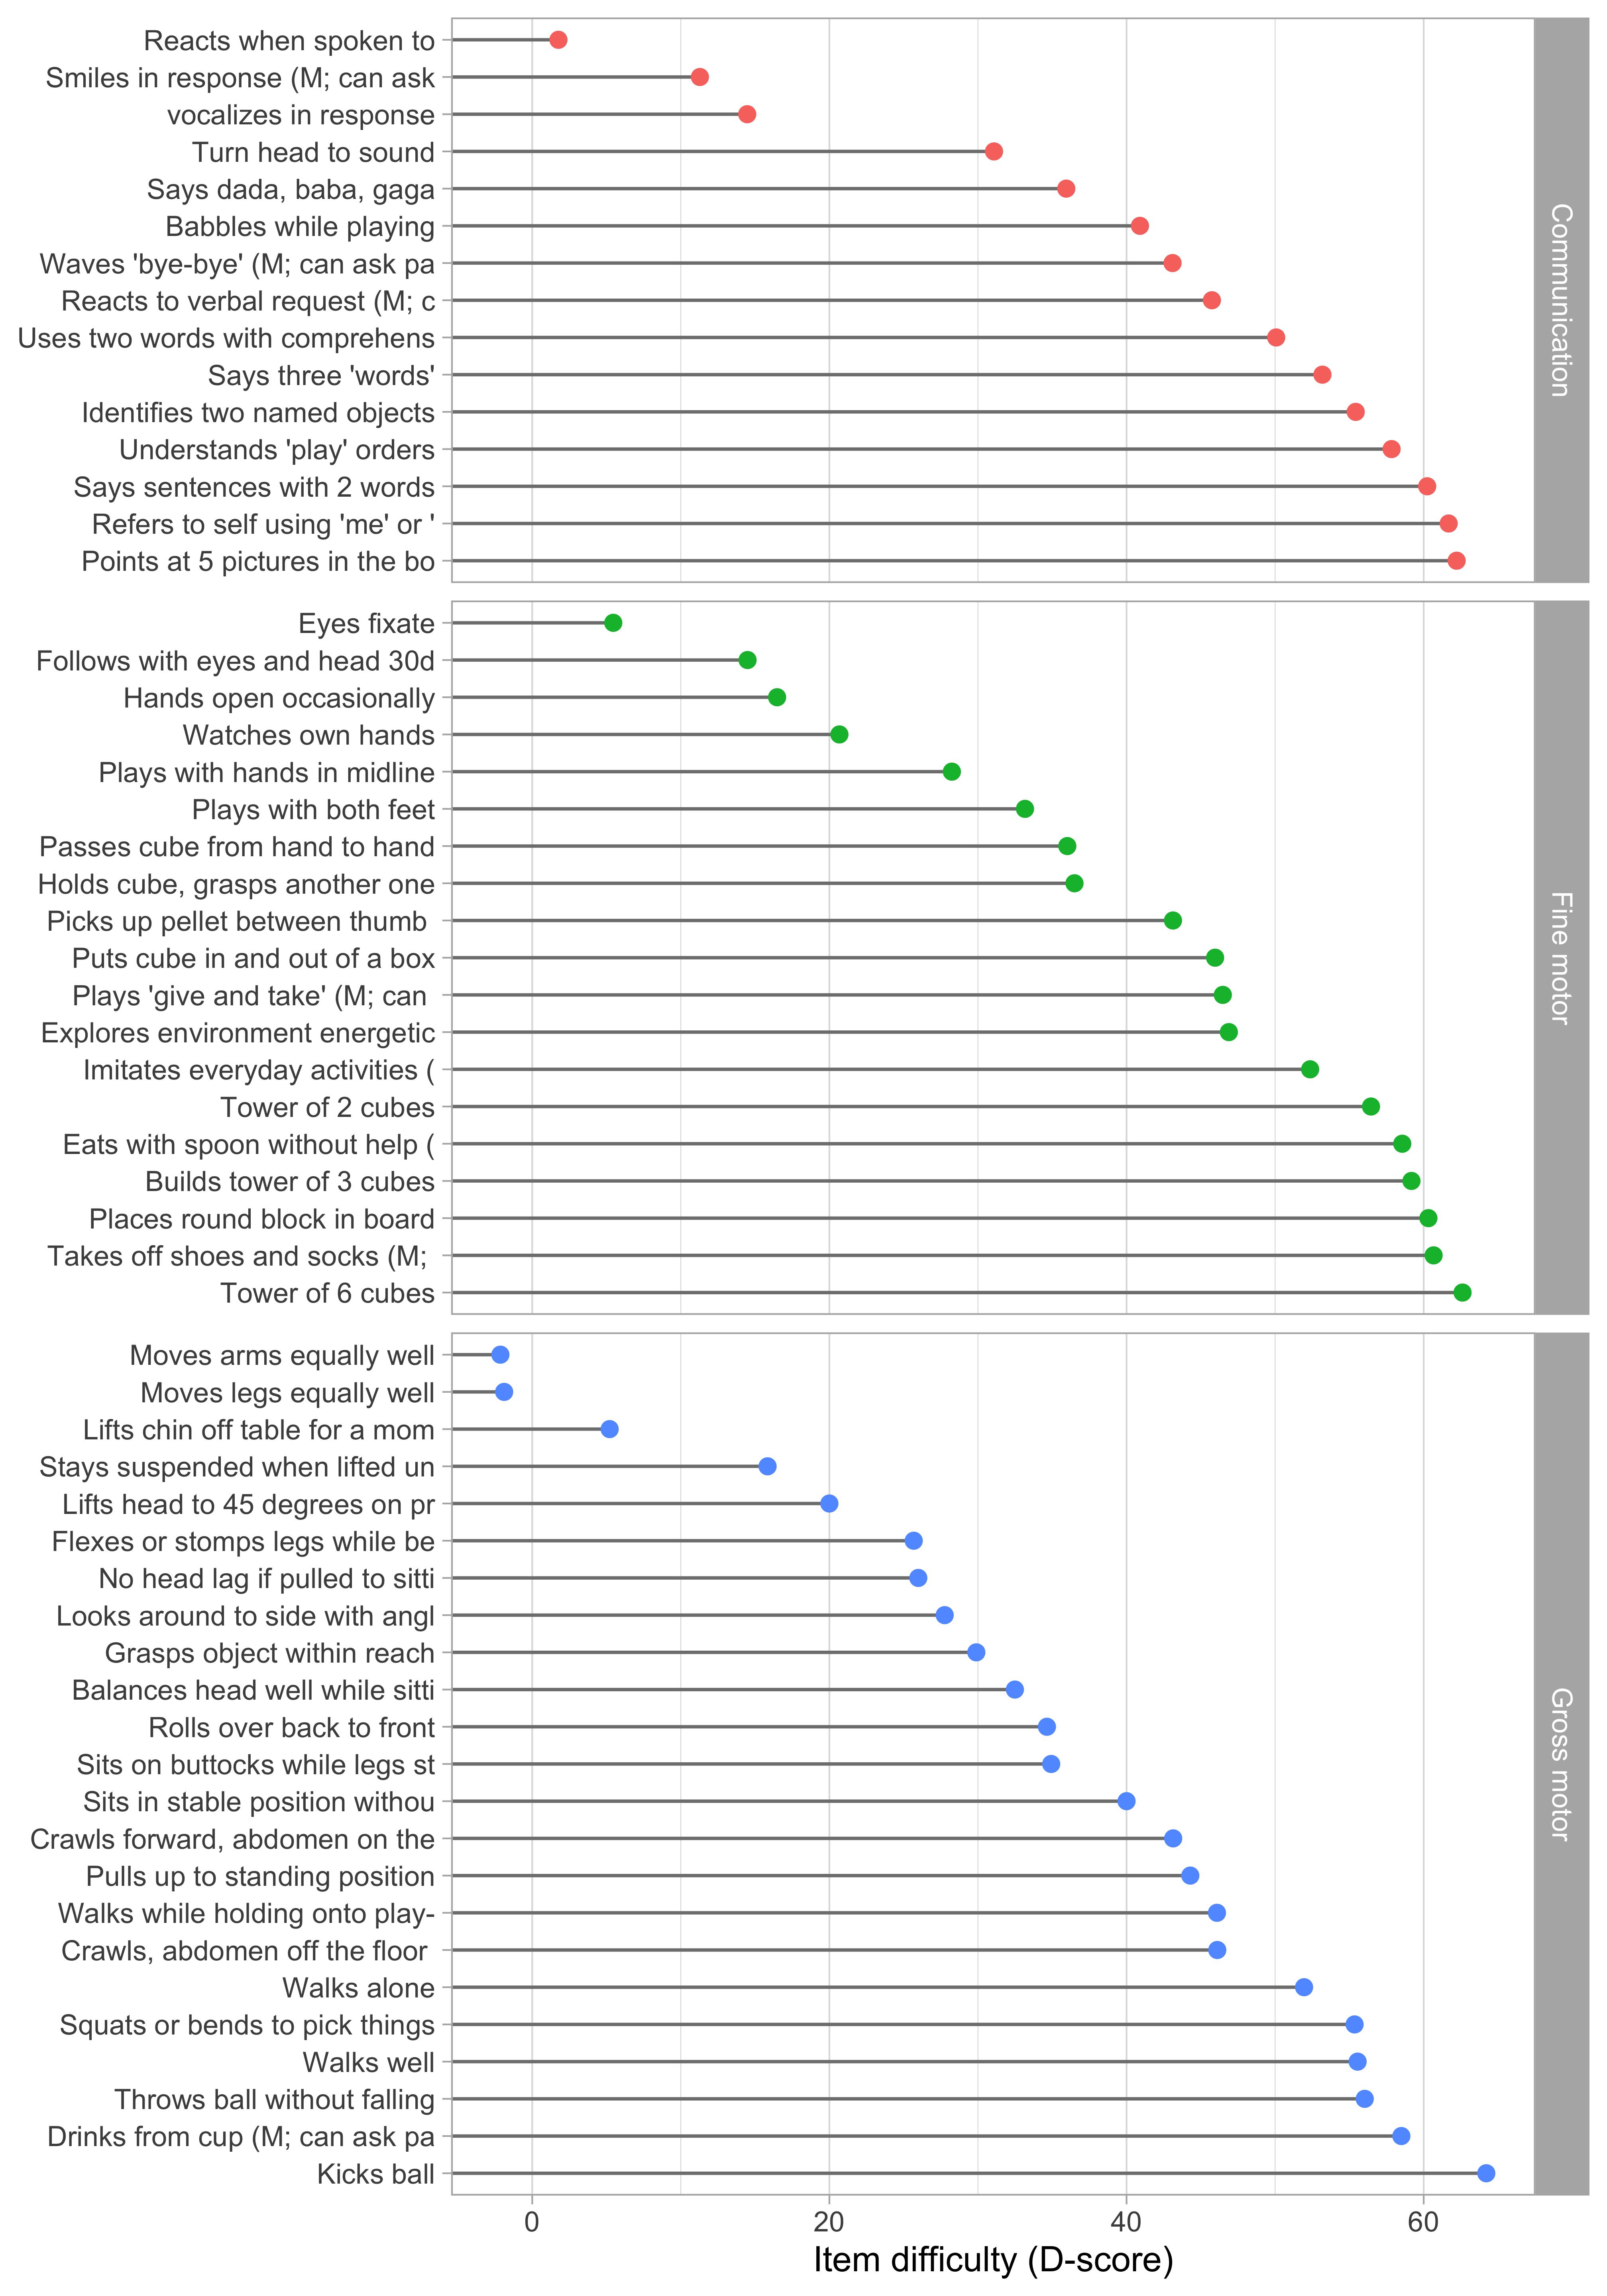 Reacts when spoken to
Smiles in response (M; can ask
vocalizes in response
Turn head to sound
Says dada, baba, gaga
Babbles while playing
Waves 'bye-bye' (M; can ask pa
Reacts to verbal request (M; c
Uses two words with comprehens
Says three 'words'
Identifies two named objects
Understands 'play' orders
Says sentences with 2 words
Refers to self using 'me' or '
Points at 5 pictures in the bo
Communication
Eyes fixate
Follows with eyes and head 30d
Hands open occasionally
Watches own hands
Plays with hands in midline
Plays with both feet
Passes cube from hand to hand
Holds cube, grasps another one
Picks up pellet between thumb
Puts cube in and out of a box
Plays 'give and take' (M; can
Explores environment energetic
Imitates everyday activities (
Tower of 2 cubes
Eats with spoon without help (
Builds tower of 3 cubes
Places round block in board
Takes off shoes and socks (M;
Tower of 6 cubes
Fine motor
Moves arms equally well
Moves legs equally well
Lifts chin off table for a mom
Stays suspended when lifted un
Lifts head to 45 degrees on pr
Flexes or stomps legs while be
No head lag if pulled to sitti
Looks around to side with angl
Grasps object within reach
Balances head well while sitti
Rolls over back to front
Sits on buttocks while legs st
Sits in stable position withou
Crawls forward, abdomen on the
Pulls up to standing position
Walks while holding onto play-
Crawls, abdomen off the floor
Walks alone
Squats or bends to pick things
Walks well
Throws ball without falling
Drinks from cup (M; can ask pa
Kicks ball
Gross motor
0 20 40 60
Item difficulty (D-score)